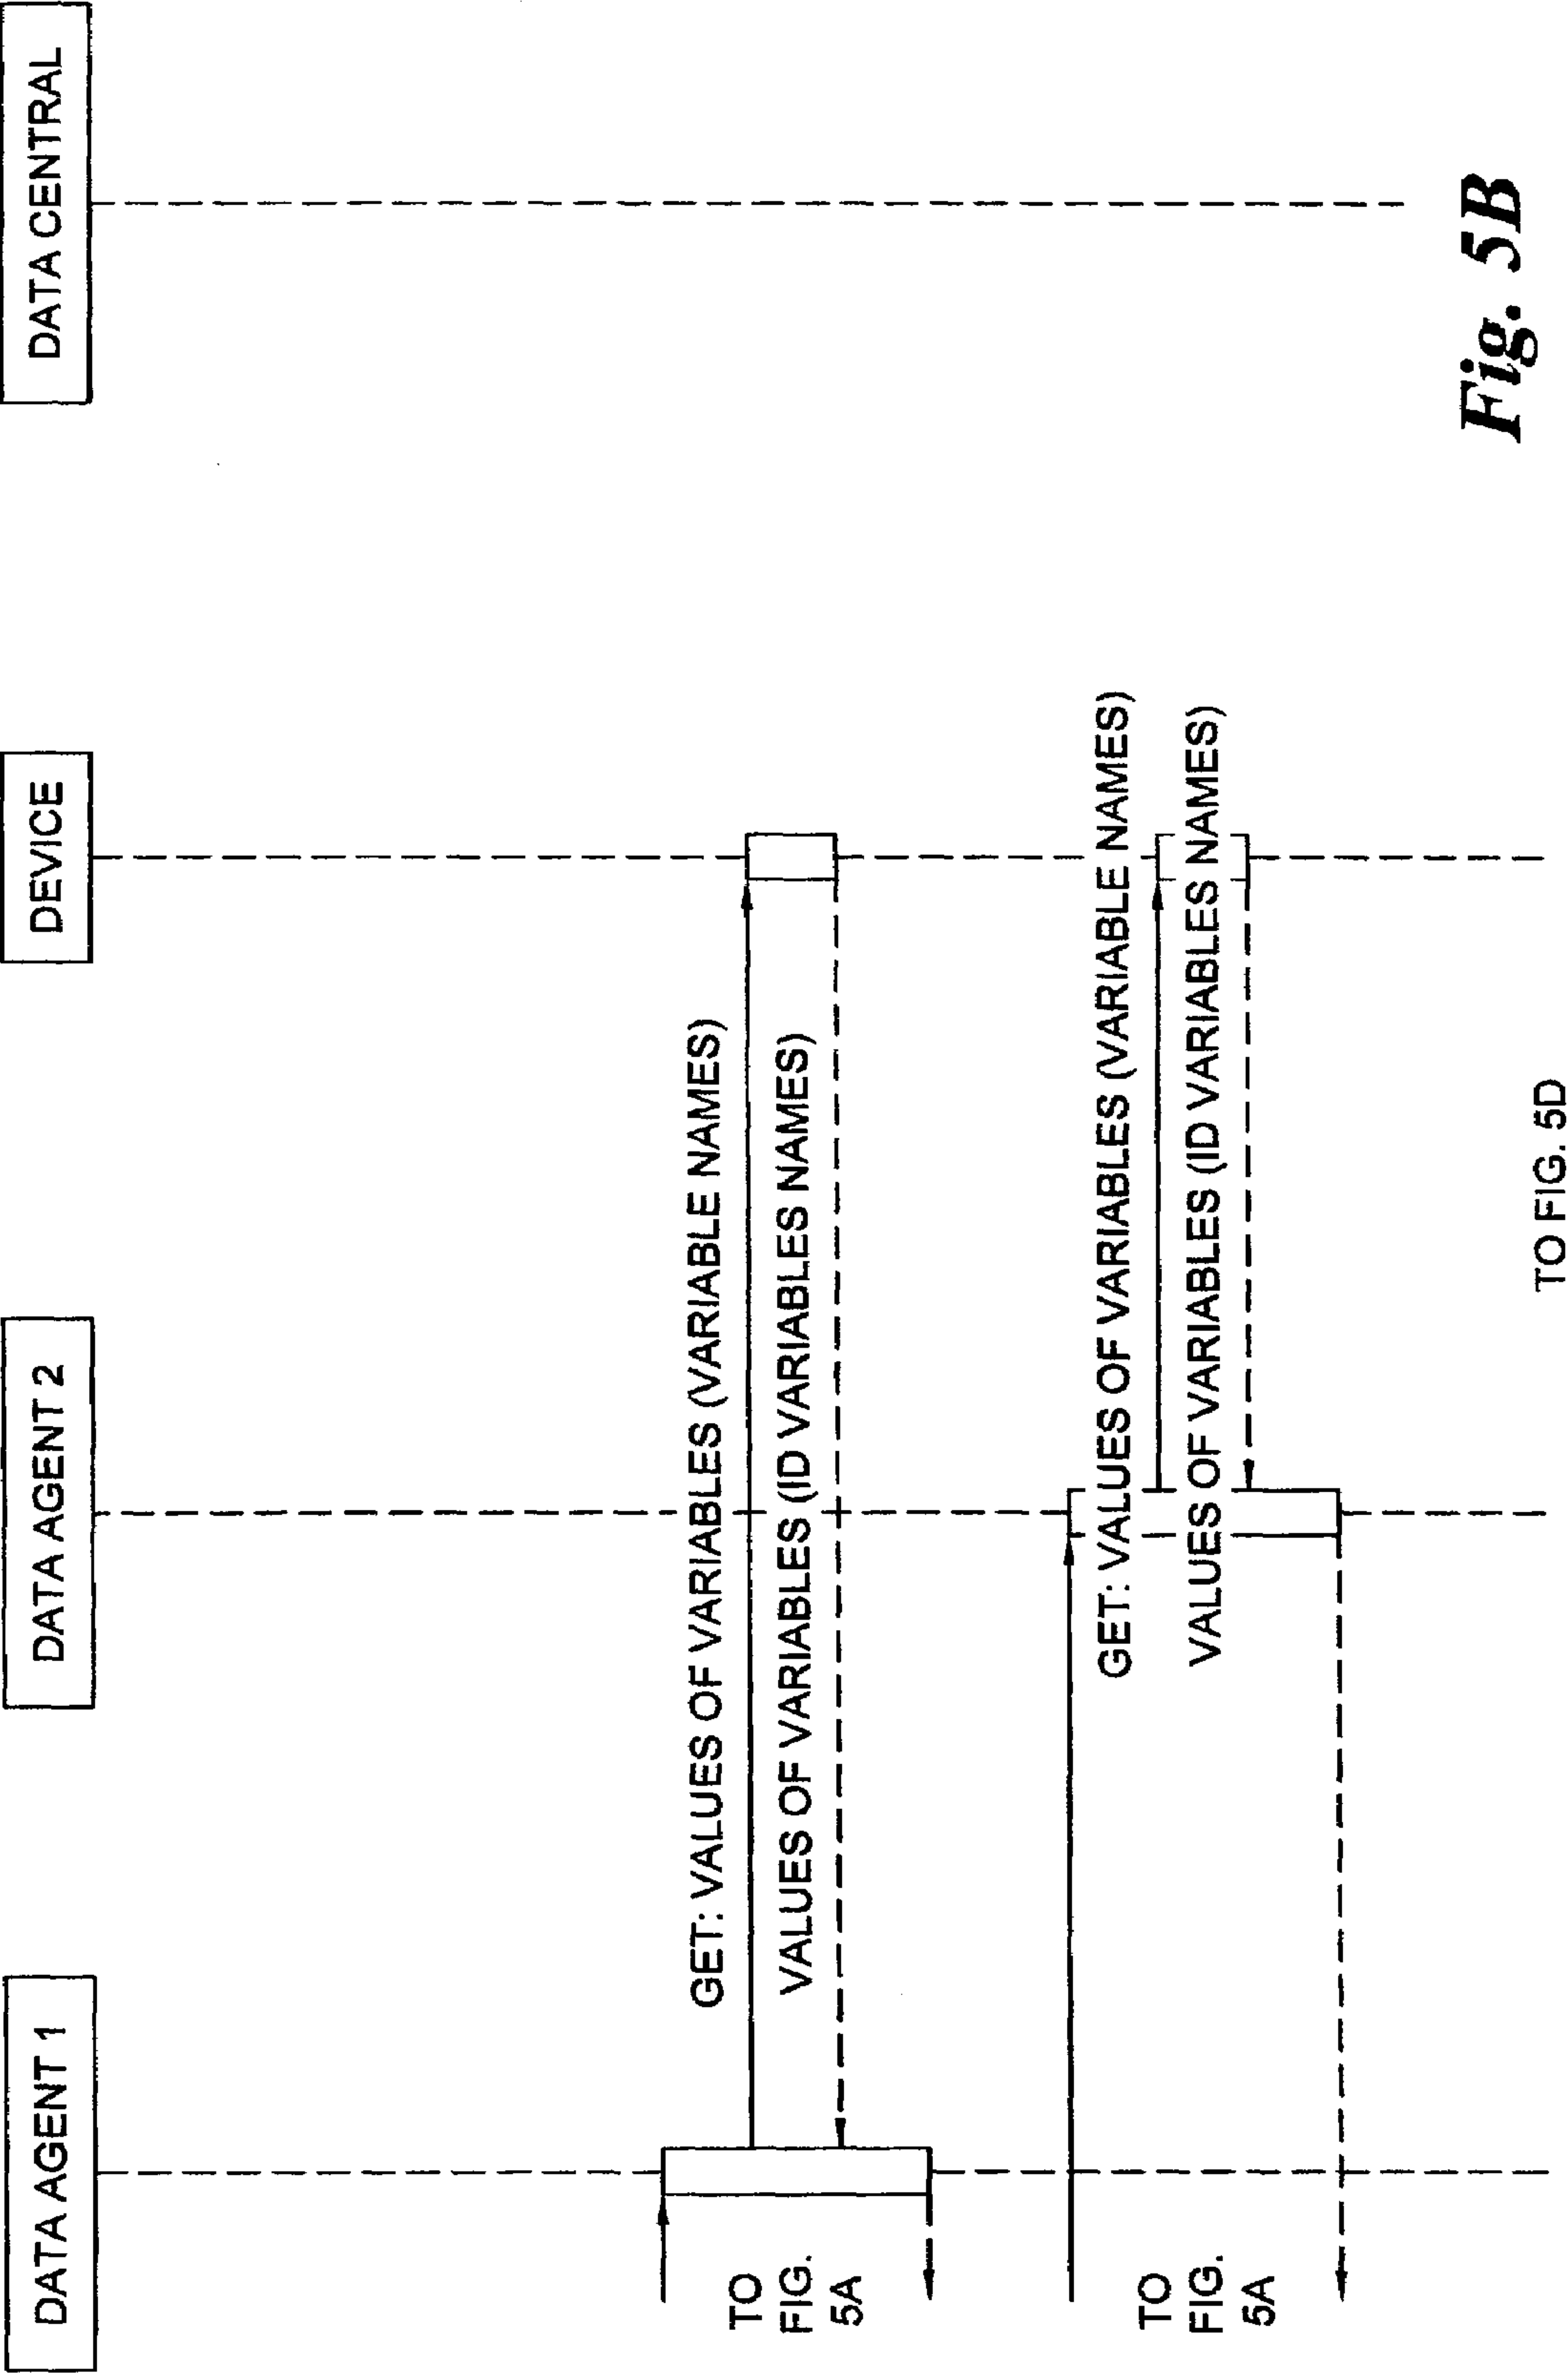 DATA AGENT 1
DATA AGENT 2
DEVICE
DATA CENTRAL
GET: VALUES OF VARIABLES (VARIABLE NAMES)
VALUES OF VARIABLES (ID VARIABLES NAMES)
TO
FIG.
5A
GET: VALUES OF VARIABLES (VARIABLE NAMES)
VALUES OF VARIABLES (ID VARIABLES NAMES)
TO
FIG.
5A
TO FIG. 5D
Fig. 5B